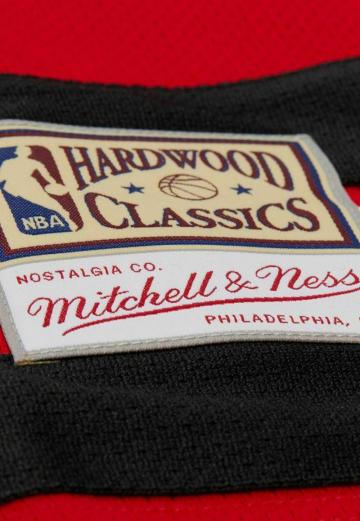 HARDWOOD
CLASSICS
NBA
NOSTALGIA CO.
Mitchell & Ness
PHILADELPHIA,